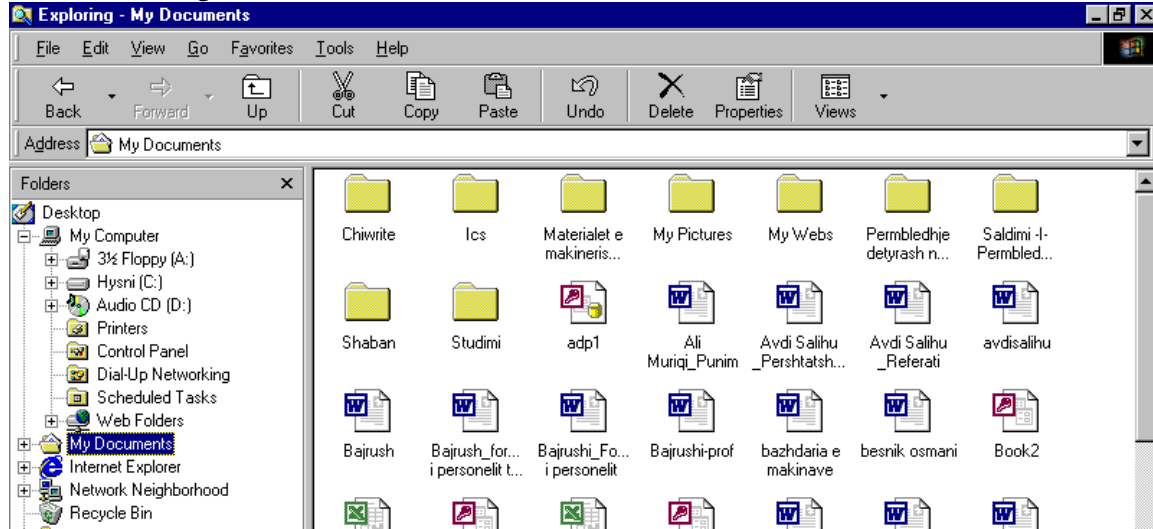 Exploring - My Documents
File Edit View Go Favorites Tools Help
Back Forward Up Cut Copy Paste Undo Delete Properties Views
Address My Documents
Folders
Desktop
My Computer
3½ Floppy (A:)
Hysni (C:)
Audio CD (D:)
Printers
Control Panel
Dial-Up Networking
Scheduled Tasks
Web Folders
My Documents
Internet Explorer
Network Neighborhood
Recycle Bin
Chiwrite Ics Materialet e My Pictures My Webs Permbledhje Saldimi -I-
makineris... detyrash n... Permbled...
Shaban Studimi adp1 Ali Avdi Salihu Avdi Salihu avdisalihu
Muriqi_Punim _Pershtatsh... _Referati
Bajrush Bajrush_for... Bajrushi_Fo... Bajrushi-prof bazhdaria e besnik osmani Book2
i personelit t... i personelit makinave